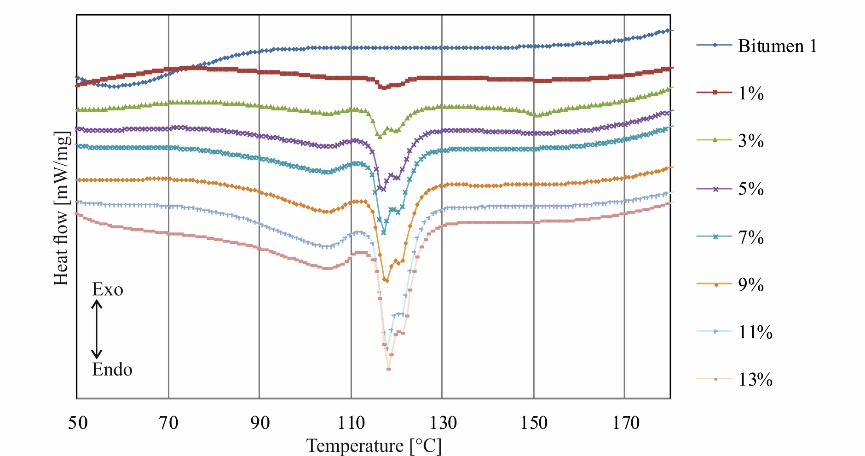 Heat flow [mW/mg]
Exo
Endo
50 70 90 110 130 150 170
Temperature [°C]
Bitumen 1
1%
3%
5%
7%
9%
11%
13%